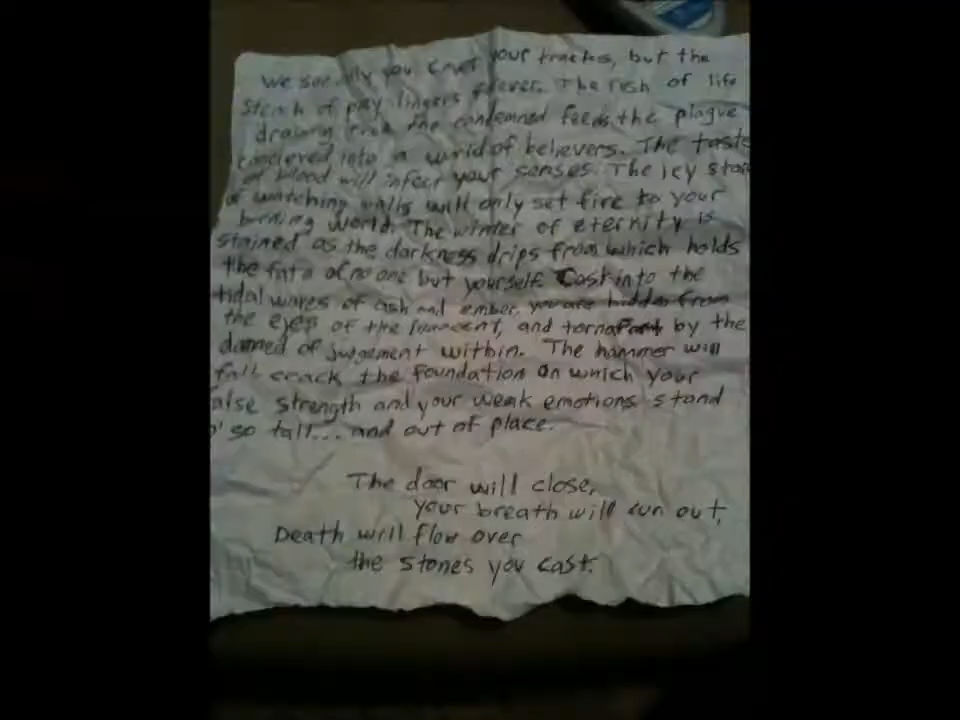 We see why you cover your tracks, but the
stench of prey lingers forever. The rush of life
from the condemned feeds the plague
into a world of believers. The taste
of blood will infect your senses. The icy
of watching walls will only set fire to your
burning world. The winter of eternity is
stained as the darkness drips from which holds
the fate of no one but yourself. Cast into the
tidal waves of ash and ember, you are hidden from
the eyes of the innocent, and torn apart by the
damned of judgement within. The hammer will
fall crack the foundation on which your
alse strength and your weak emotions stand
o' so tall... and out of place.
The door will close,
your breath will run out,
Death will flow over
the stones you cast.